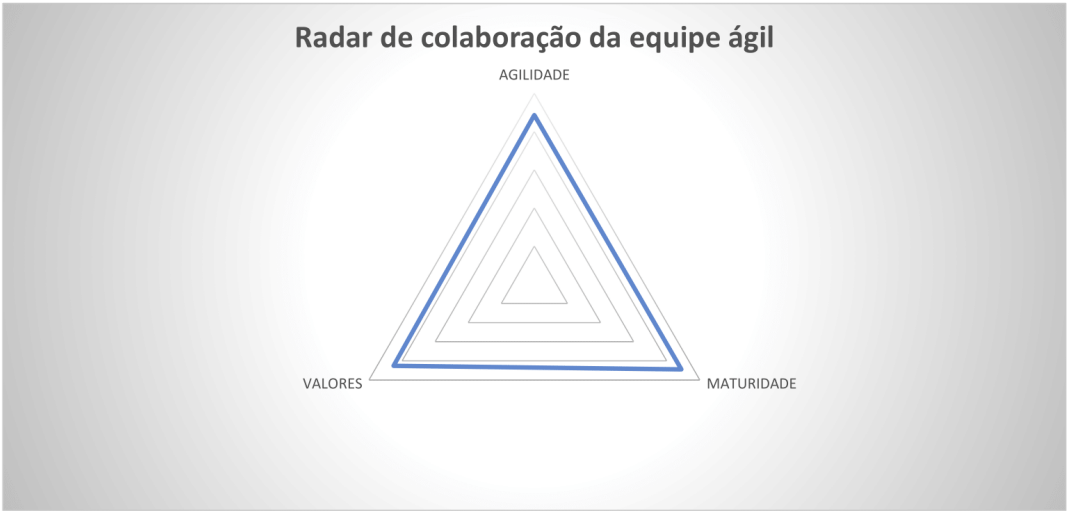 Radar de colaboração da equipe ágil
AGILIDADE
VALORES
MATURIDADE